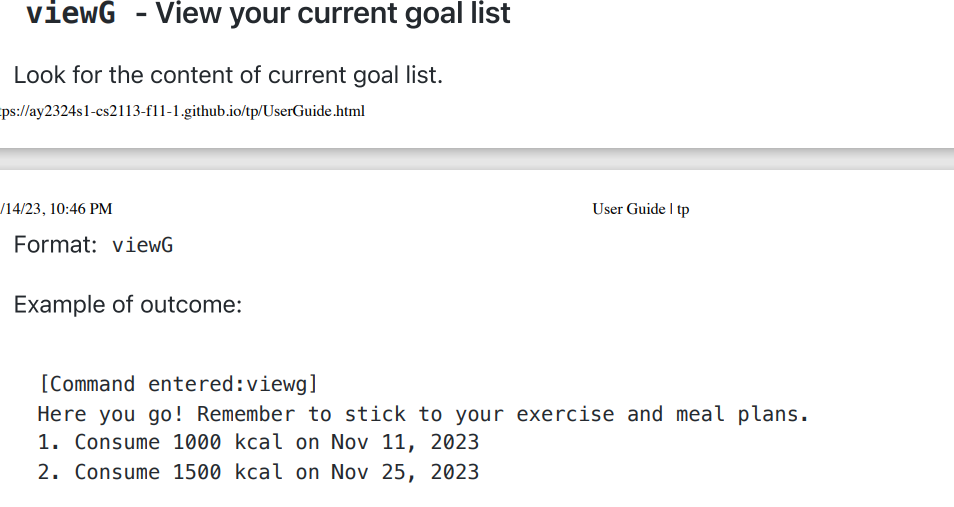 viewG - View your current goal list
Look for the content of current goal list.
tps://ay2324s1-cs2113-f11-1.github.io/tp/UserGuide.html
/14/23, 10:46 PM User Guide | tp
Format: viewG
Example of outcome:
[Command entered:viewg]
Here you go! Remember to stick to your exercise and meal plans.
1. Consume 1000 kcal on Nov 11, 2023
2. Consume 1500 kcal on Nov 25, 2023